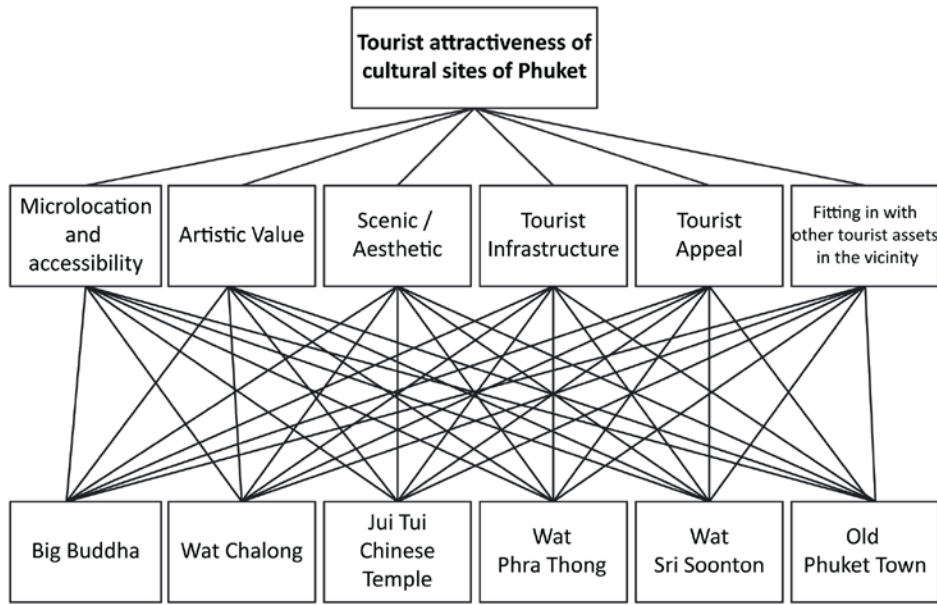 Tourist attractiveness of
cultural sites of Phuket
Microlocation
and
accessibility
Artistic Value
Scenic /
Aesthetic
Tourist
Infrastructure
Tourist
Appeal
Fitting in with
other tourist assets
in the vicinity
Big Buddha
Wat Chalong
Jui Tui
Chinese
Temple
Wat
Phra Thong
Wat
Sri Soonton
Old
Phuket Town